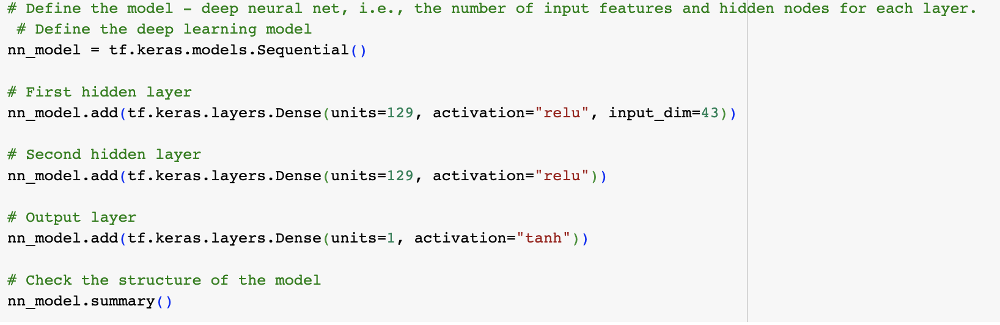 # Define the model - deep neural net, i.e., the number of input features and hidden nodes for each layer.
# Define the deep learning model
nn_model = tf.keras.models.Sequential()
# First hidden layer
nn_model.add(tf.keras.layers.Dense(units=129, activation="relu", input_dim=43))
# Second hidden layer
nn_model.add(tf.keras.layers.Dense(units=129, activation="relu"))
# Output layer
nn_model.add(tf.keras.layers.Dense(units=1, activation="tanh"))
# Check the structure of the model
nn_model.summary()